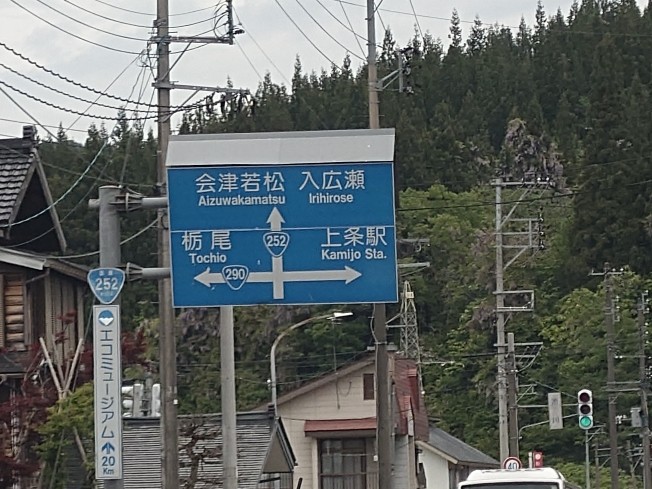 会津若松 入広瀬
Aizuwakamatsu Irihirose
252
栃尾 上条駅
Tochio Kamijo Sta.
290
252
エコミュージアム
20
Km
40